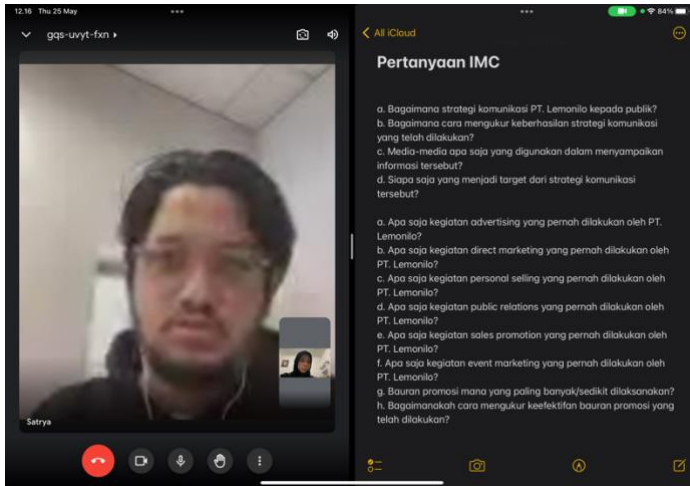 12.16 Thu 25 May
84%
gqs-uvyt-fxn
Satrya
All iCloud
Pertanyaan IMC
a. Bagaimana strategi komunikasi PT. Lemonilo kepada publik?
b. Bagaimana cara mengukur keberhasilan strategi komunikasi
yang telah dilakukan?
c. Media-media apa saja yang digunakan dalam menyampaikan
informasi tersebut?
d. Siapa saja yang menjadi target dari strategi komunikasi
tersebut?
a. Apa saja kegiatan advertising yang pernah dilakukan oleh PT.
Lemonilo?
b. Apa saja kegiatan direct marketing yang pernah dilakukan oleh
PT. Lemonilo?
c. Apa saja kegiatan personal selling yang pernah dilakukan oleh
PT. Lemonilo?
d. Apa saja kegiatan public relations yang pernah dilakukan oleh
PT. Lemonilo?
e. Apa saja kegiatan sales promotion yang pernah dilakukan oleh
PT. Lemonilo?
f. Apa saja kegiatan event marketing yang pernah dilakukan oleh
PT. Lemonilo?
g. Bauran promosi mana yang paling banyak/sedikit dilaksanakan?
h. Bagaimanakah cara mengukur keefektifan bauran promosi yang
telah dilakukan?